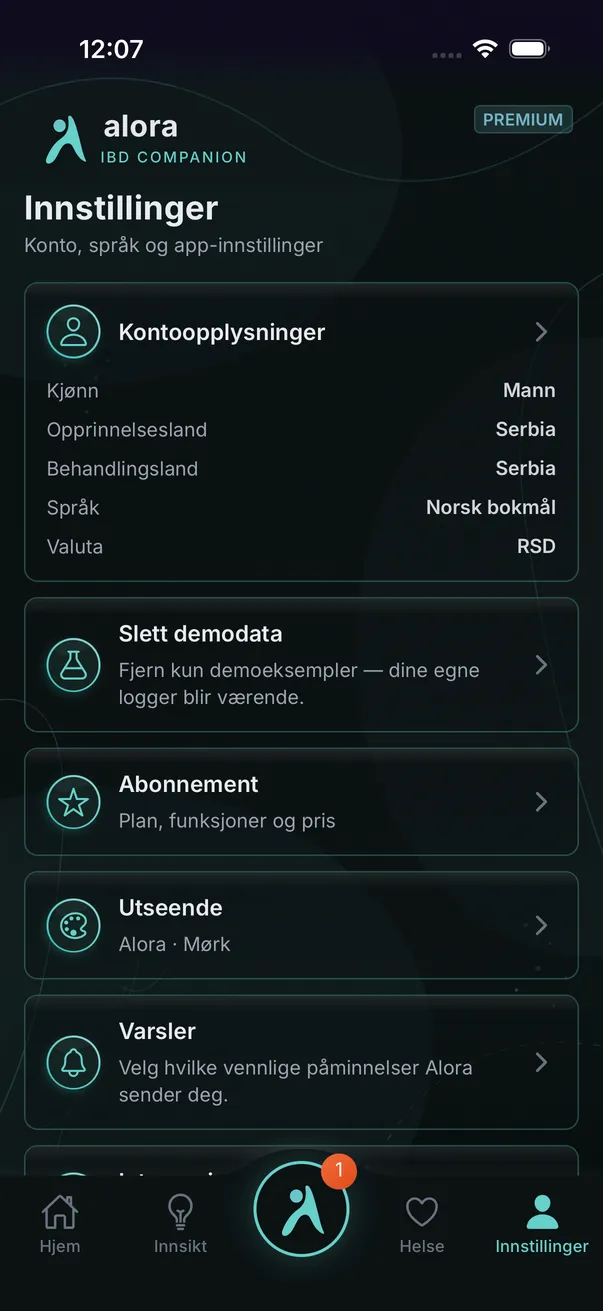 12:07
alora
IBD COMPANION
PREMIUM
Innstillinger
Konto, språk og app-innstillinger
Kontoopplysninger
Kjønn Mann
Opprinnelsesland Serbia
Behandlingsland Serbia
Språk Norsk bokmål
Valuta RSD
Slett demodata
Fjern kun demoeksempler — dine egne
logger blir værende.
Abonnement
Plan, funksjoner og pris
Utseende
Alora · Mørk
Varsler
Velg hvilke vennlige påminnelser Alora
sender deg.
1
Hjem
Innsikt
Helse
Innstillinger